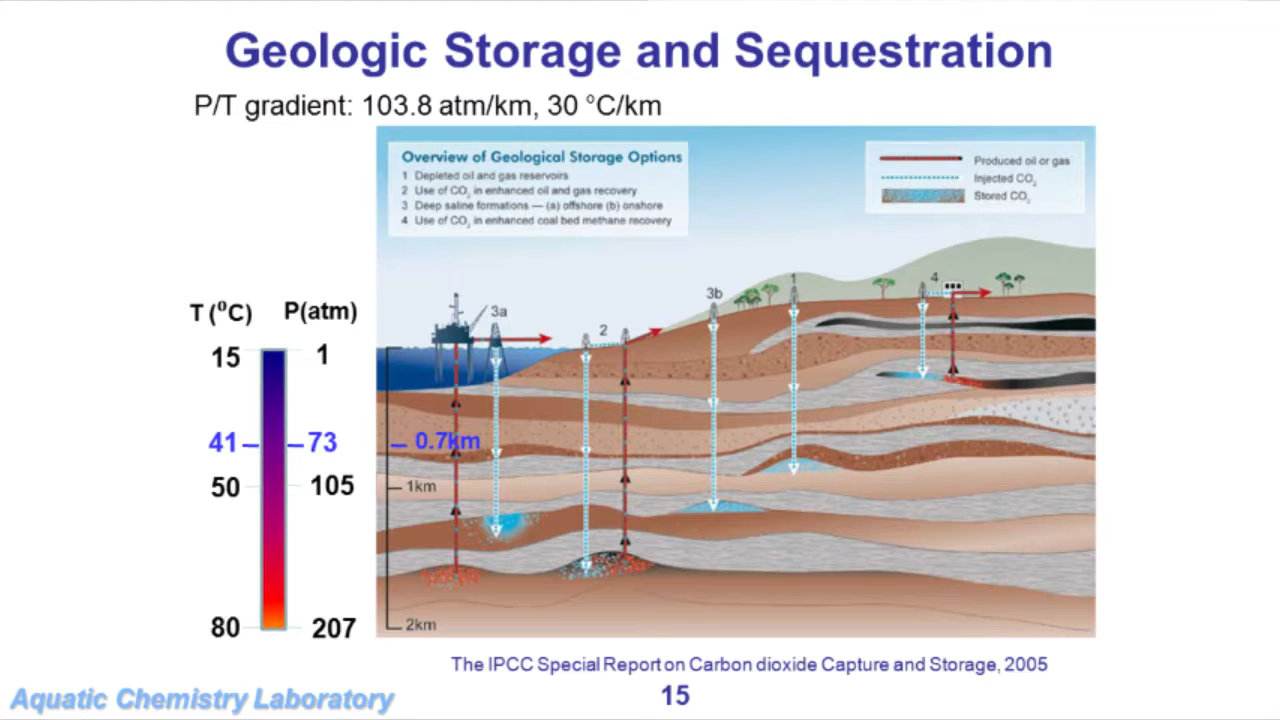 Geologic Storage and Sequestration
P/T gradient: 103.8 atm/km, 30 °C/km
Overview of Geological Storage Options
1 Depleted oil and gas reservoirs
2 Use of CO₂ in enhanced oil and gas recovery
3 Deep saline formations — (a) offshore (b) onshore
4 Use of CO₂ in enhanced coal bed methane recovery
Produced oil or gas
Injected CO₂
Stored CO₂
T (⁰C) P(atm)
15 1
41 73
50 105
80 207
3a
2
3b
1
4
0.7km
1km
2km
The IPCC Special Report on Carbon dioxide Capture and Storage, 2005
Aquatic Chemistry Laboratory
15